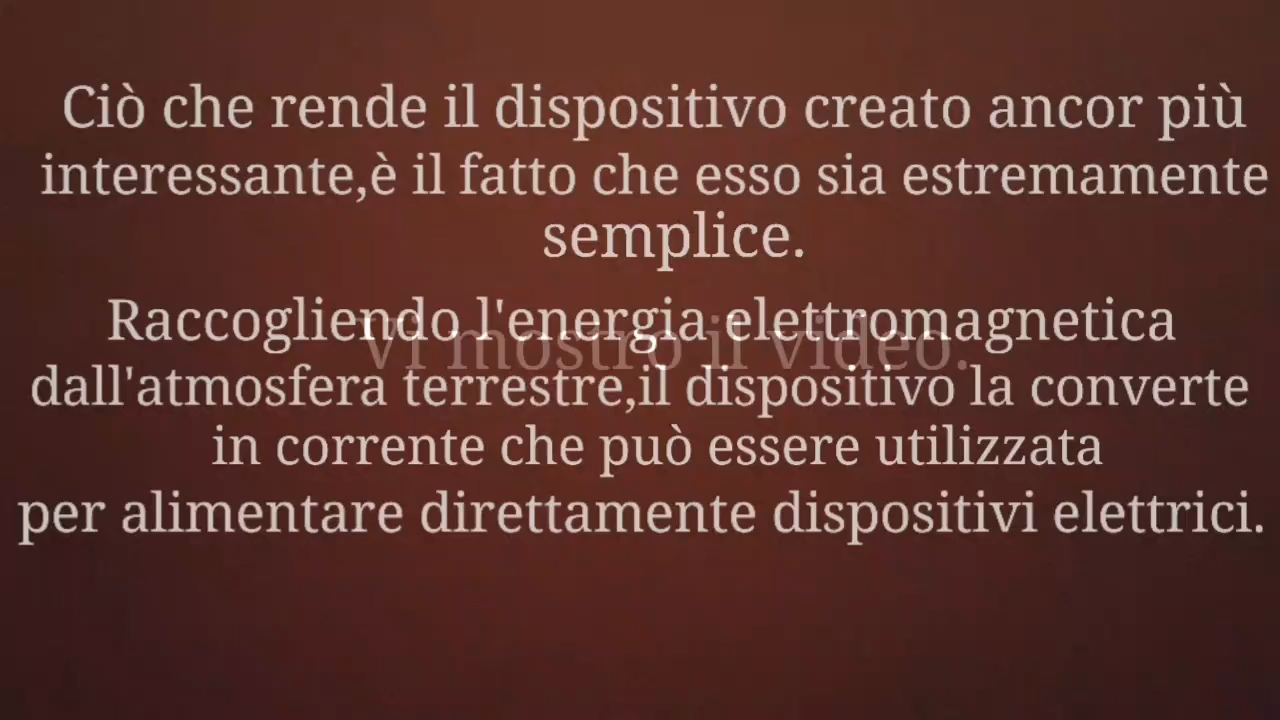 Ciò che rende il dispositivo creato ancor più
interessante,è il fatto che esso sia estremamente
semplice.
Raccogliendo l'energia elettromagnetica
Vi mostro il video.
dall'atmosfera terrestre,il dispositivo la converte
in corrente che può essere utilizzata
per alimentare direttamente dispositivi elettrici.